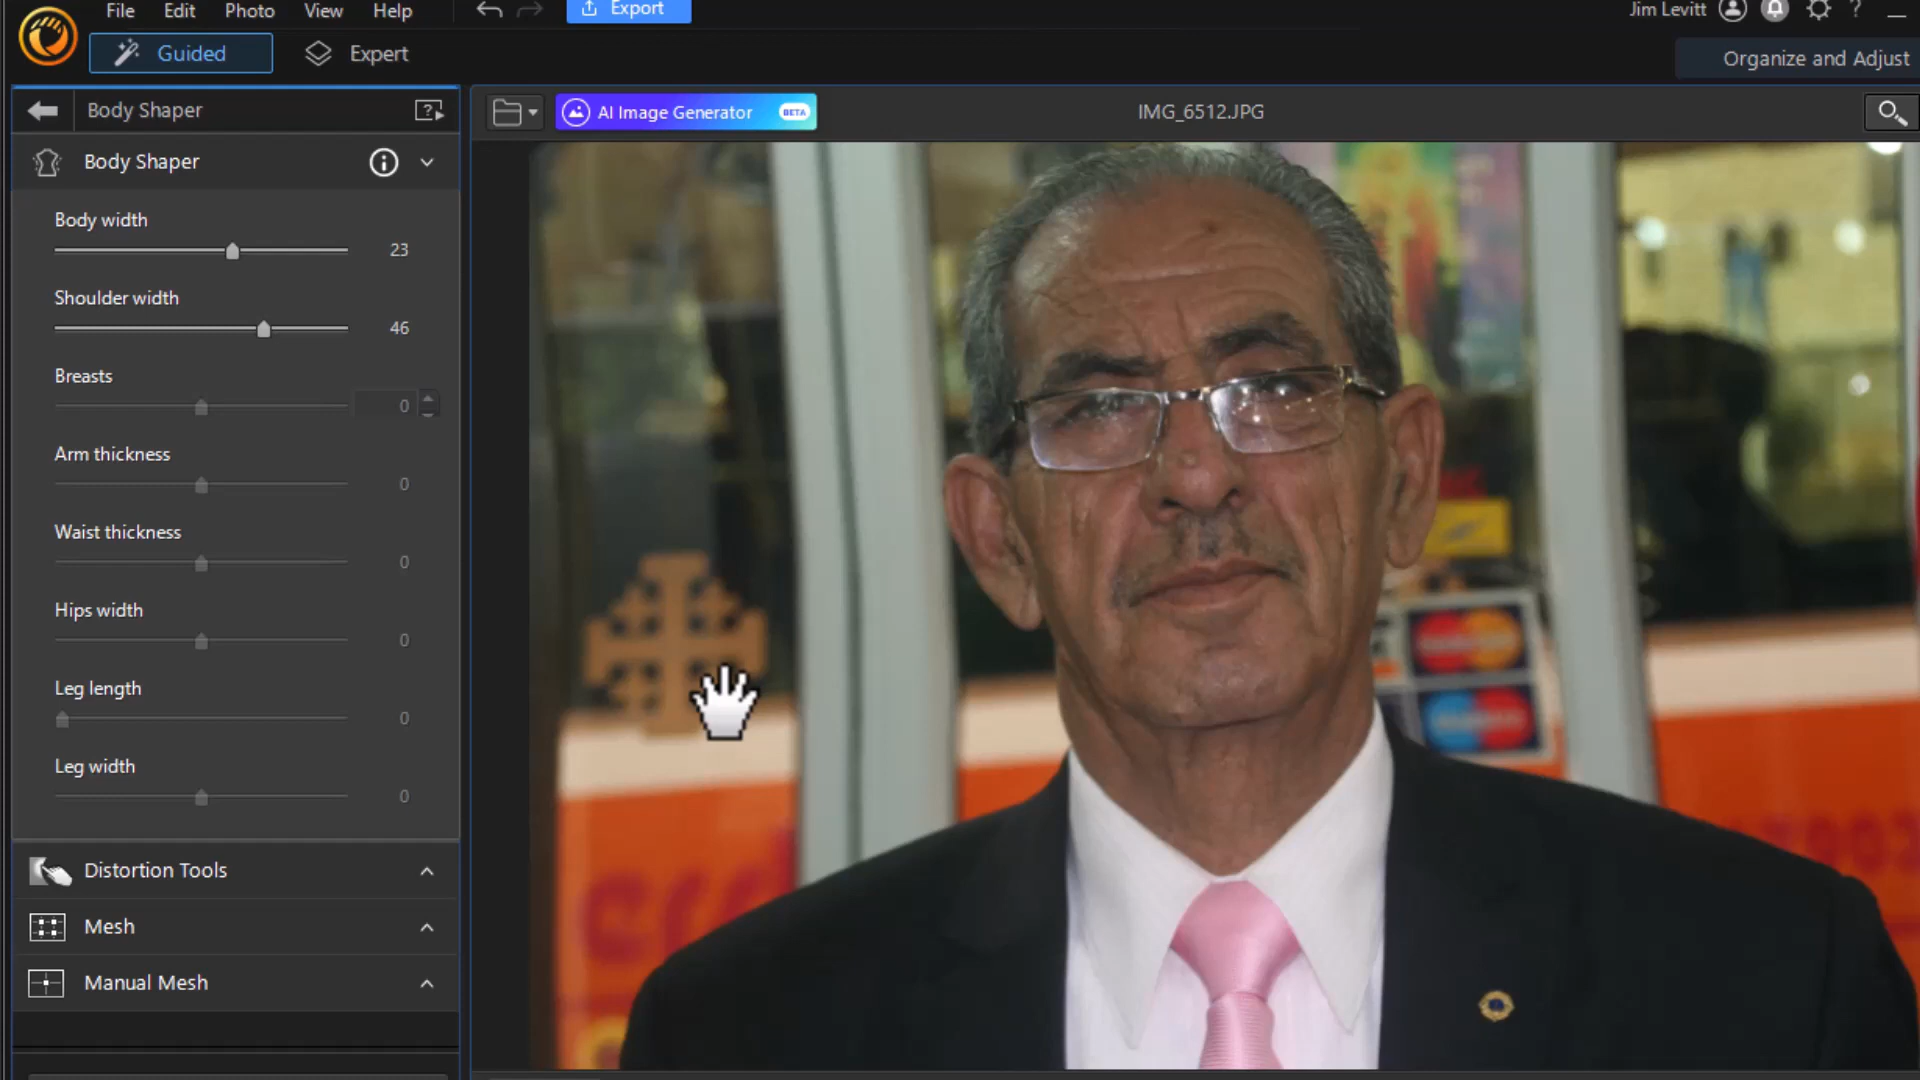 File Edit Photo View Help Export Jim Levitt ?
Guided Expert Organize and Adjust
Body Shaper ?
AI Image Generator BETA IMG_6512.JPG
Body Shaper
Body width
23
Shoulder width
46
Breasts
0
Arm thickness
0
Waist thickness
0
Hips width
0
Leg length
0
Leg width
0
Distortion Tools
Mesh
Manual Mesh